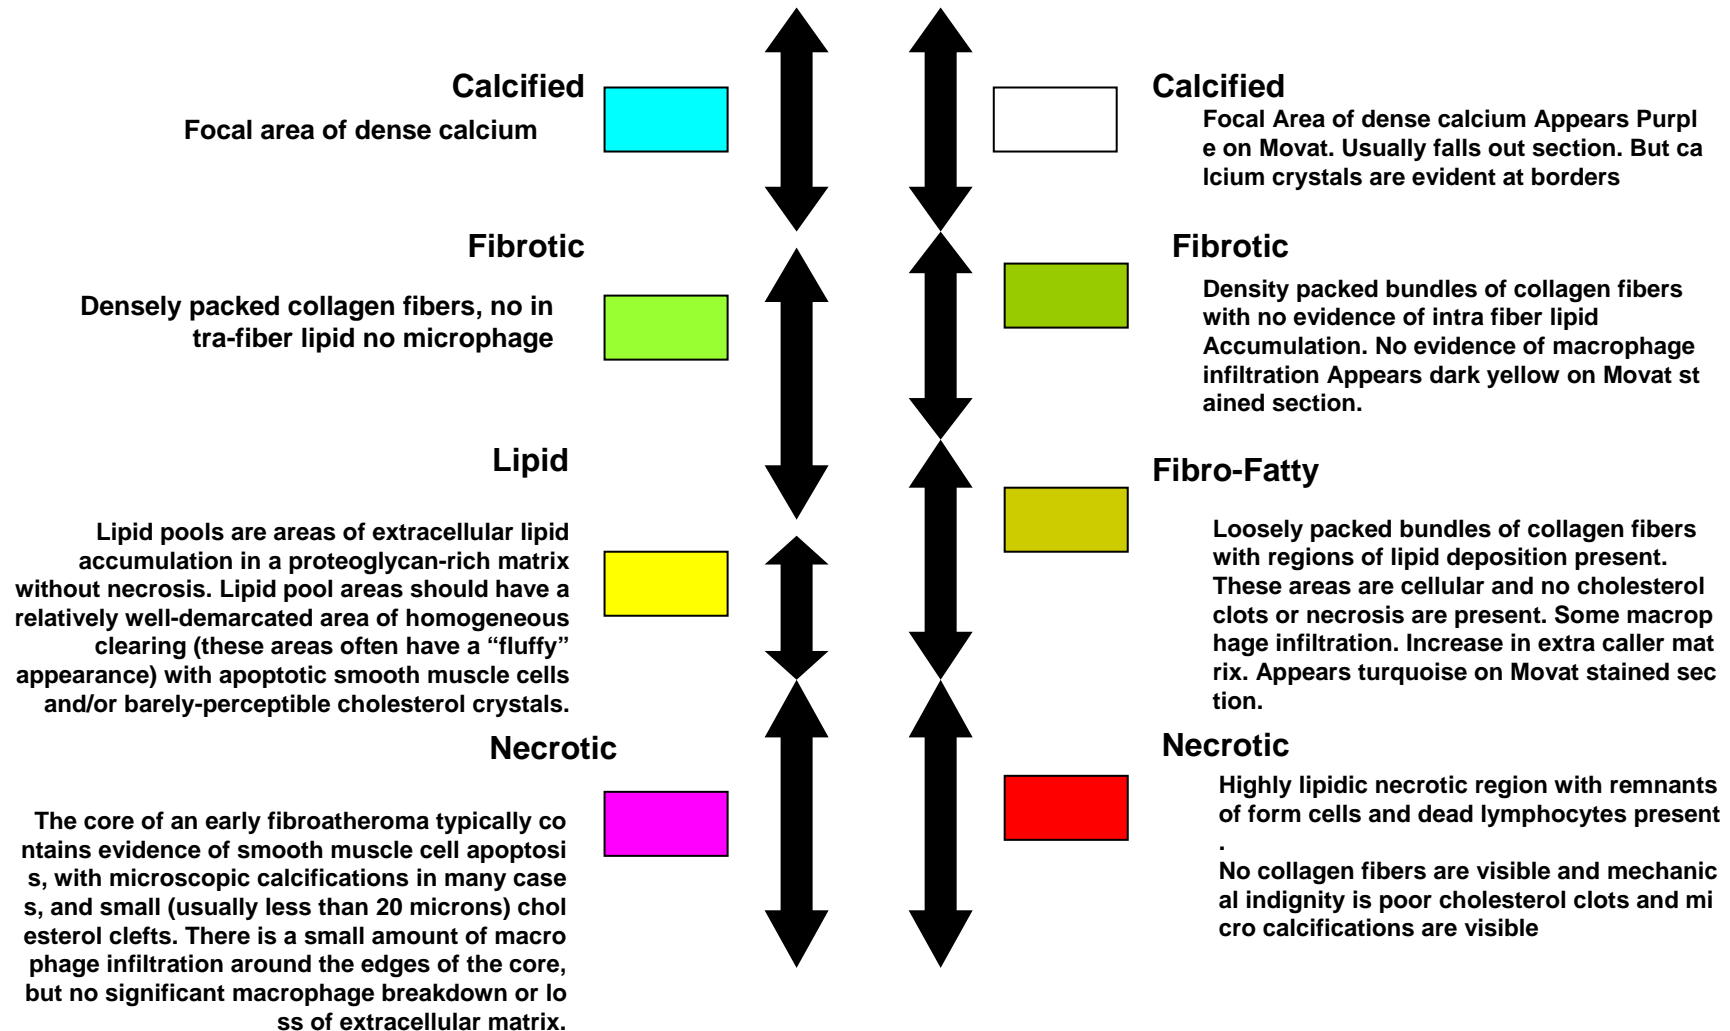 Calcified
Focal area of dense calcium
Fibrotic
Densely packed collagen fibers, no in
tra-fiber lipid no microphage
Lipid
Lipid pools are areas of extracellular lipid
accumulation in a proteoglycan-rich matrix
without necrosis. Lipid pool areas should have a
relatively well-demarcated area of homogeneous
clearing (these areas often have a “fluffy”
appearance) with apoptotic smooth muscle cells
and/or barely-perceptible cholesterol crystals.
Necrotic
The core of an early fibroatheroma typically co
ntains evidence of smooth muscle cell apoptosi
s, with microscopic calcifications in many case
s, and small (usually less than 20 microns) chol
esterol clefts. There is a small amount of macro
phage infiltration around the edges of the core,
but no significant macrophage breakdown or lo
ss of extracellular matrix.
Calcified
Focal Area of dense calcium Appears Purpl
e on Movat. Usually falls out section. But ca
lcium crystals are evident at borders
Fibrotic
Density packed bundles of collagen fibers
with no evidence of intra fiber lipid
Accumulation. No evidence of macrophage
infiltration Appears dark yellow on Movat st
ained section.
Fibro-Fatty
Loosely packed bundles of collagen fibers
with regions of lipid deposition present.
These areas are cellular and no cholesterol
clots or necrosis are present. Some macrop
hage infiltration. Increase in extra caller mat
rix. Appears turquoise on Movat stained sec
tion.
Necrotic
Highly lipidic necrotic region with remnants
of form cells and dead lymphocytes present
.
No collagen fibers are visible and mechanic
al indignity is poor cholesterol clots and mi
cro calcifications are visible